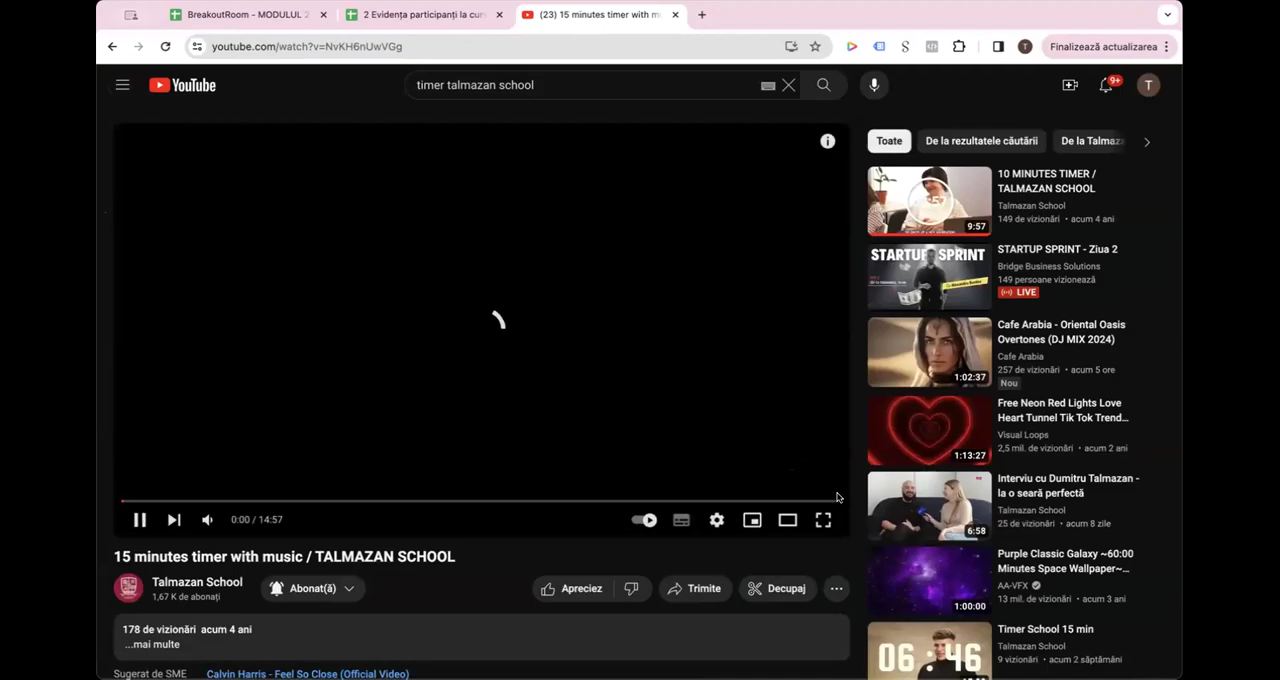 BreakoutRoom - MODULUL 2
2 Evidența participanți la curs
(23) 15 minutes timer with m
youtube.com/watch?v=NvKH6nUwVGg
T
Finalizează actualizarea
YouTube
timer talmazan school
9+
T
Toate
De la rezultatele căutării
De la Talmaz
10 MINUTES TIMER /
TALMAZAN SCHOOL
Talmazan School
149 de vizionări • acum 4 ani
9:57
STARTUP SPRINT
STARTUP SPRINT - Ziua 2
Bridge Business Solutions
149 persoane vizionează
LIVE
Cafe Arabia - Oriental Oasis
Overtones (DJ MIX 2024)
Cafe Arabia
257 de vizionări • acum 5 ore
Nou
1:02:37
Free Neon Red Lights Love
Heart Tunnel Tik Tok Trend...
Visual Loops
2,5 mil. de vizionări • acum 2 ani
1:13:27
Interviu cu Dumitru Talmazan -
la o seară perfectă
Talmazan School
25 de vizionări • acum 8 zile
6:58
Purple Classic Galaxy ~60:00
Minutes Space Wallpaper~...
AA-VFX
13 mil. de vizionări • acum 3 ani
1:00:00
Timer School 15 min
Talmazan School
9 vizionări • acum 2 săptămâni
06:46
0:00 / 14:57
15 minutes timer with music / TALMAZAN SCHOOL
Talmazan School
1,67 K de abonați
Abonat(ă)
Apreciez
Trimite
Decupaj
178 de vizionări acum 4 ani
...mai multe
Sugerat de SME
Calvin Harris - Feel So Close (Official Video)